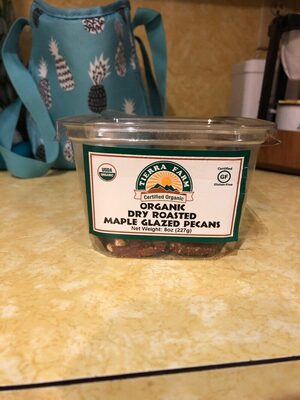 USDA
ORGANIC
TIERRA FARM
Certified Organic
Certified
GF
Gluten-Free
ORGANIC
DRY ROASTED
MAPLE GLAZED PECANS
Net Weight: 8oz (227g)